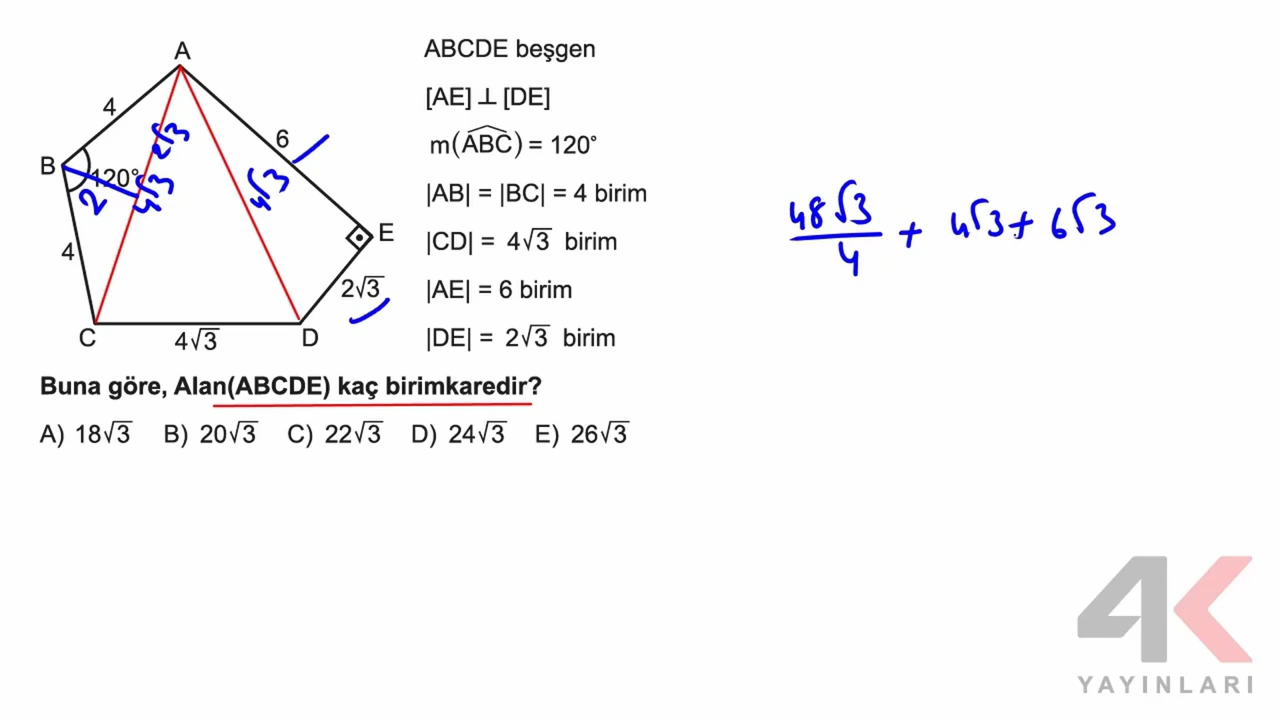 A
4
2√3
6
B
120°
2
4√3
4√3
E
4
2√3
C
4√3
D
ABCDE beşgen
[AE] ⊥ [DE]
m(ABC) = 120°
|AB| = |BC| = 4 birim
|CD| = 4√3 birim
|AE| = 6 birim
|DE| = 2√3 birim
48√3/4 + 4√3 + 6√3
Buna göre, Alan(ABCDE) kaç birimkaredir?
A) 18√3 B) 20√3 C) 22√3 D) 24√3 E) 26√3
4K
YAYINLARI